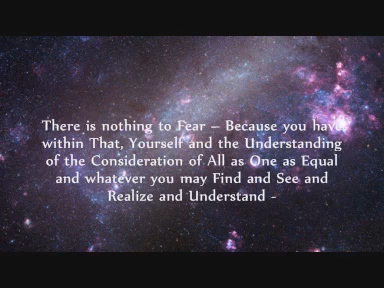 There is nothing to Fear – Because you have
within That, Yourself and the Understanding
of the Consideration of All as One as Equal
and whatever you may Find and See and
Realize and Understand -